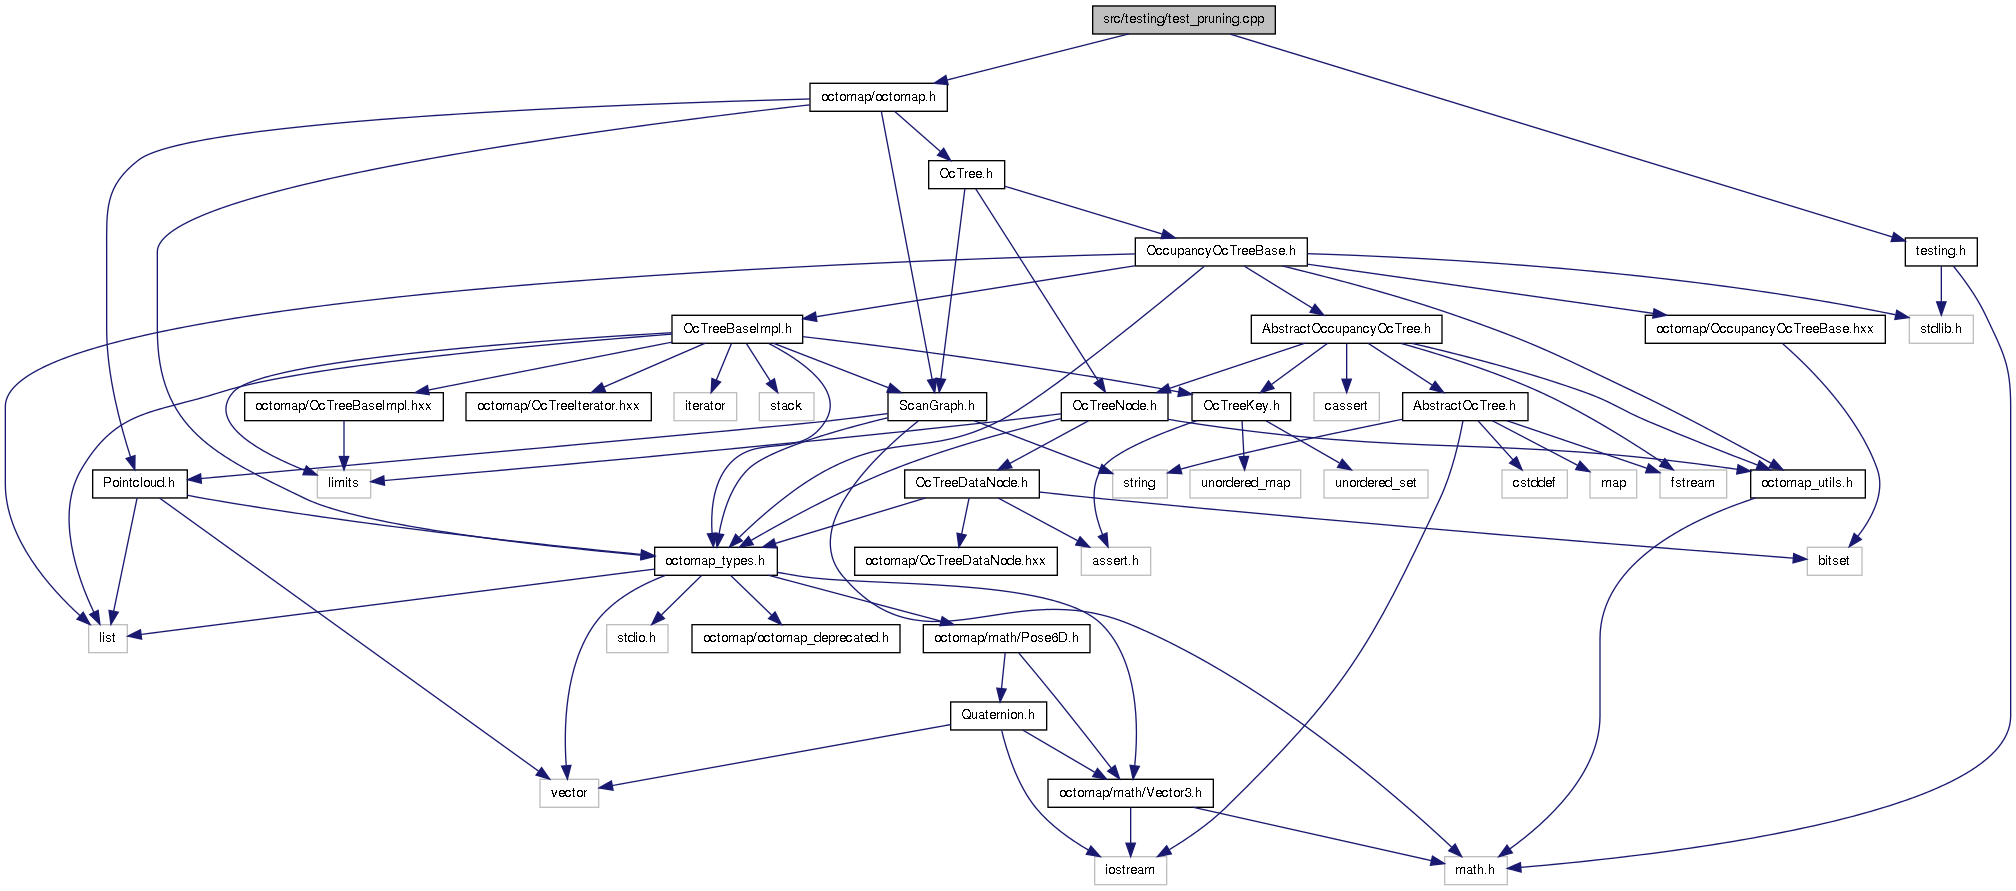 src/testing/test_pruning.cpp
octomap/octomap.h
OcTree.h
OccupancyOcTreeBase.h
testing.h
OcTreeBaseImpl.h
AbstractOccupancyOcTree.h
octomap/OccupancyOcTreeBase.hxx
stdlib.h
octomap/OcTreeBaseImpl.hxx
octomap/OcTreeIterator.hxx
iterator
stack
ScanGraph.h
OcTreeNode.h
OcTreeKey.h
cassert
AbstractOcTree.h
Pointcloud.h
limits
OcTreeDataNode.h
string
unordered_map
unordered_set
cstddef
map
fstream
octomap_utils.h
octomap_types.h
octomap/OcTreeDataNode.hxx
assert.h
bitset
list
stdio.h
octomap/octomap_deprecated.h
octomap/math/Pose6D.h
Quaternion.h
vector
octomap/math/Vector3.h
iostream
math.h